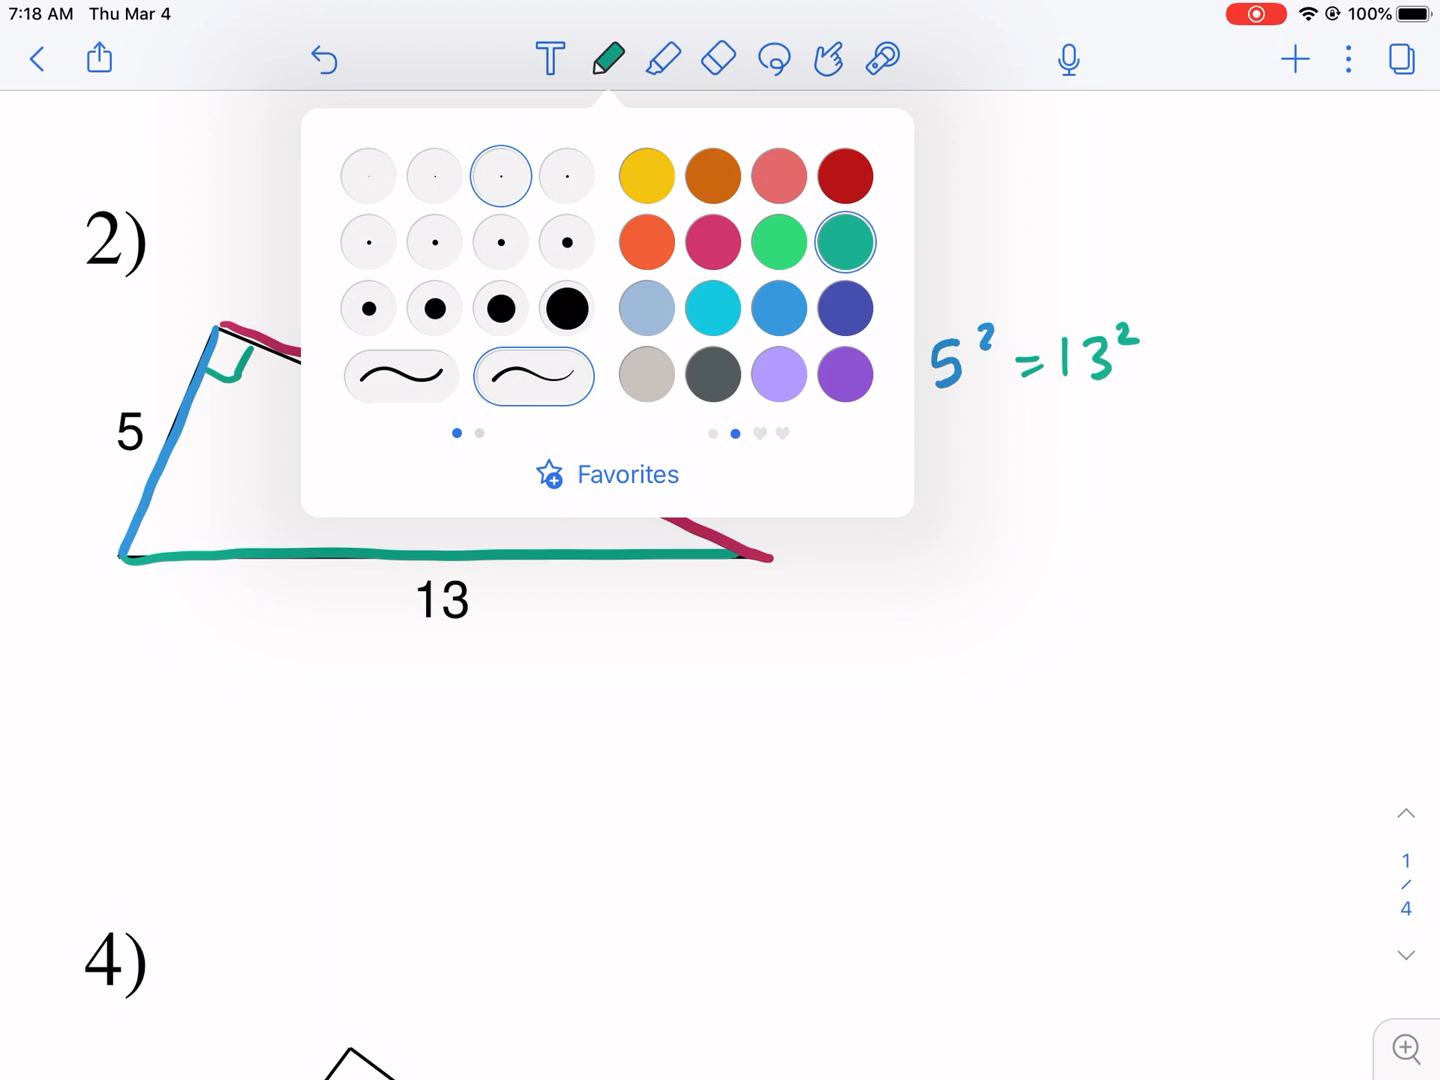 7:18 AM Thu Mar 4
100%
T
2)
5² = 13²
5
Favorites
13
1
/
4
4)